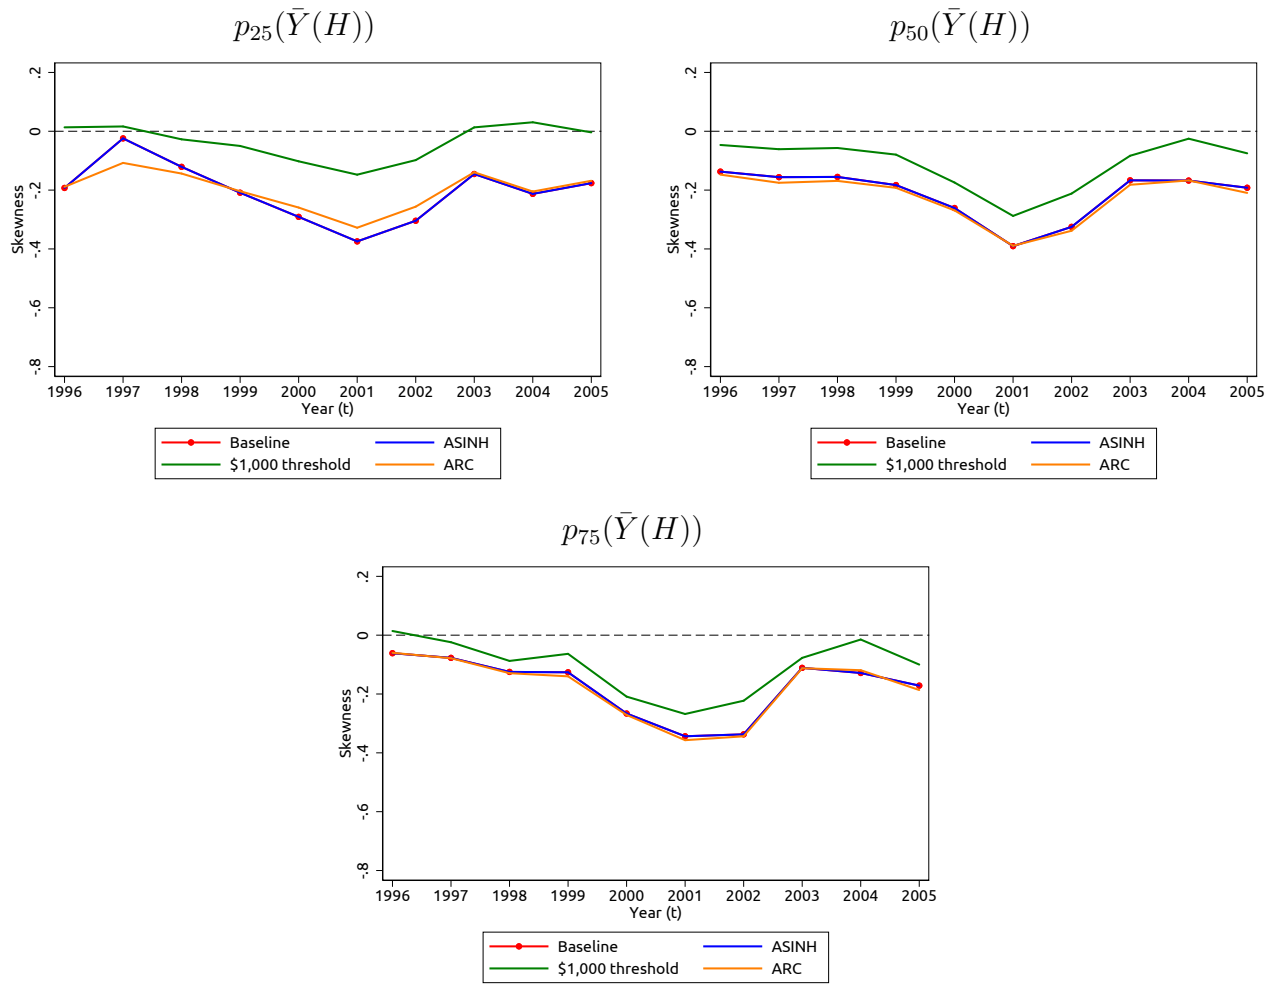 p25(Ȳ(H))
.2
0
-.2
-.4
-.6
-.8
Skewness
1996 1997 1998 1999 2000 2001 2002 2003 2004 2005
Year (t)
Baseline ASINH
$1,000 threshold ARC
p50(Ȳ(H))
.2
0
-.2
-.4
-.6
-.8
Skewness
1996 1997 1998 1999 2000 2001 2002 2003 2004 2005
Year (t)
Baseline ASINH
$1,000 threshold ARC
p75(Ȳ(H))
.2
0
-.2
-.4
-.6
-.8
Skewness
1996 1997 1998 1999 2000 2001 2002 2003 2004 2005
Year (t)
Baseline ASINH
$1,000 threshold ARC